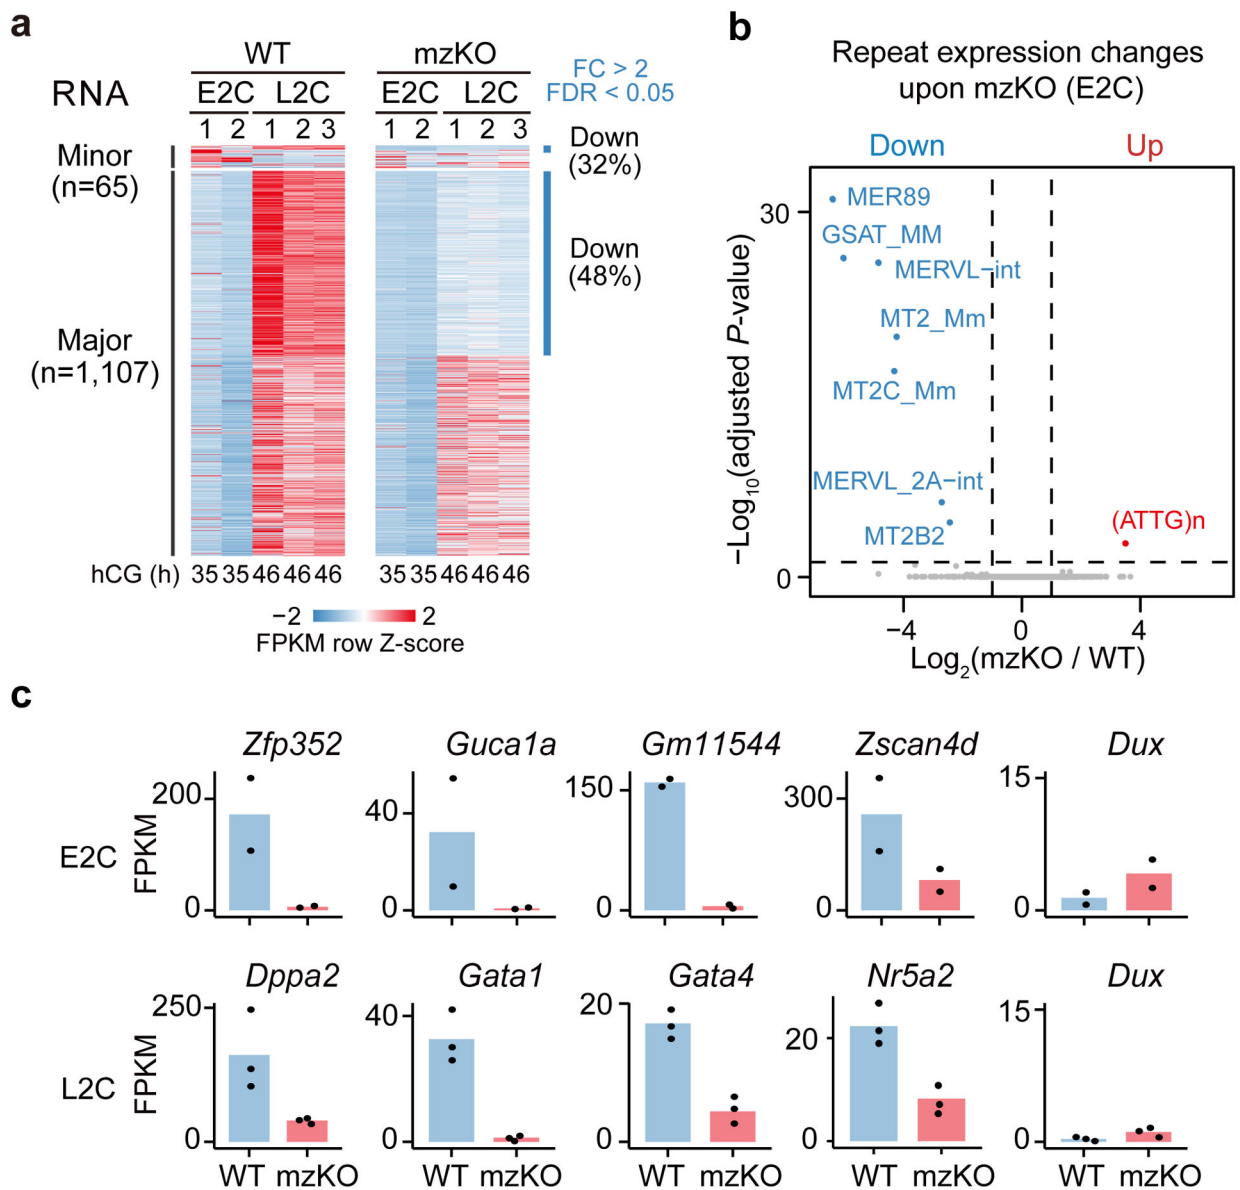 a
WT mzKO
FC > 2
FDR < 0.05
RNA
E2C L2C E2C L2C
1 2 1 2 3 1 2 1 2 3
Minor
(n=65)
Down
(32%)
Down
(48%)
Major
(n=1,107)
hCG (h) 35 35 46 46 46 35 35 46 46 46
−2 2
FPKM row Z-score
b
Repeat expression changes
upon mzKO (E2C)
Down Up
−Log10(adjusted P-value)
30
0
MER89
GSAT_MM
MERVL−int
MT2_Mm
MT2C_Mm
MERVL_2A−int
MT2B2
(ATTG)n
−4 0 4
Log2(mzKO / WT)
c
Zfp352 Guca1a Gm11544 Zscan4d Dux
E2C
FPKM
200
0
40
0
150
0
300
0
15
0
Dppa2 Gata1 Gata4 Nr5a2 Dux
L2C
FPKM
250
0
40
0
20
0
20
0
15
0
WT mzKO WT mzKO WT mzKO WT mzKO WT mzKO